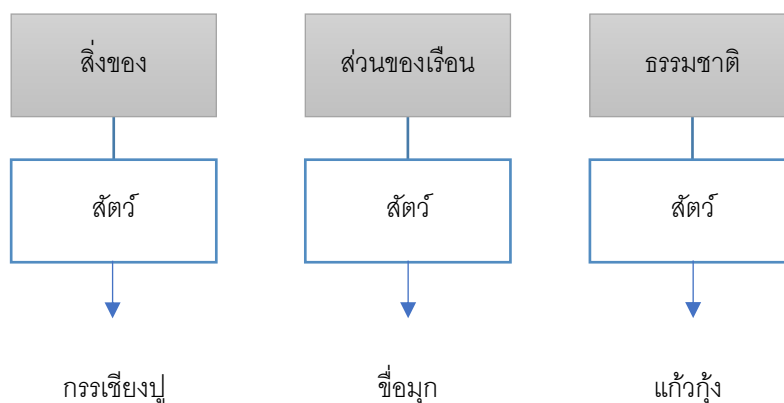 สิ่งของ
ส่วนของเรือน
ธรรมชาติ
สัตว์
สัตว์
สัตว์
กรรเชียงปู
ขื่อมุก
แก้วกุ้ง